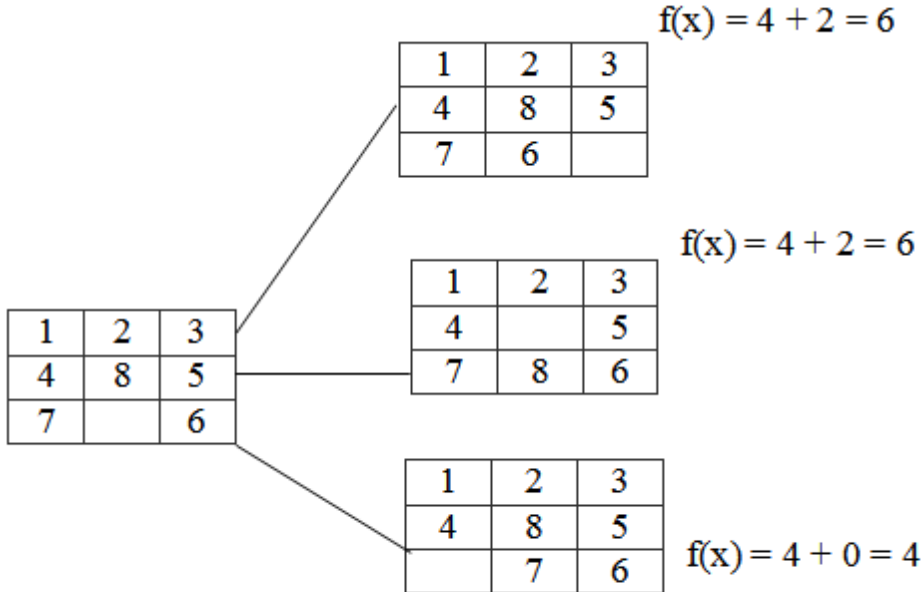 f(x) = 4 + 2 = 6
1 2 3
4 8 5
7 6
f(x) = 4 + 2 = 6
1 2 3
4 5
7 8 6
1 2 3
4 8 5
7 6
1 2 3
4 8 5
7 6
f(x) = 4 + 0 = 4